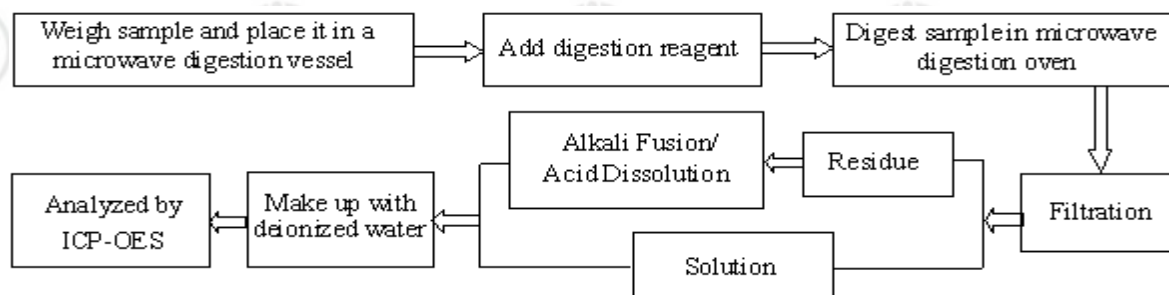 Weigh sample and place it in a
microwave digestion vessel
Add digestion reagent
Digest sample in microwave
digestion oven
Filtration
Residue
Alkali Fusion/
Acid Dissolution
Solution
Make up with
deionized water
Analyzed by
ICP-OES